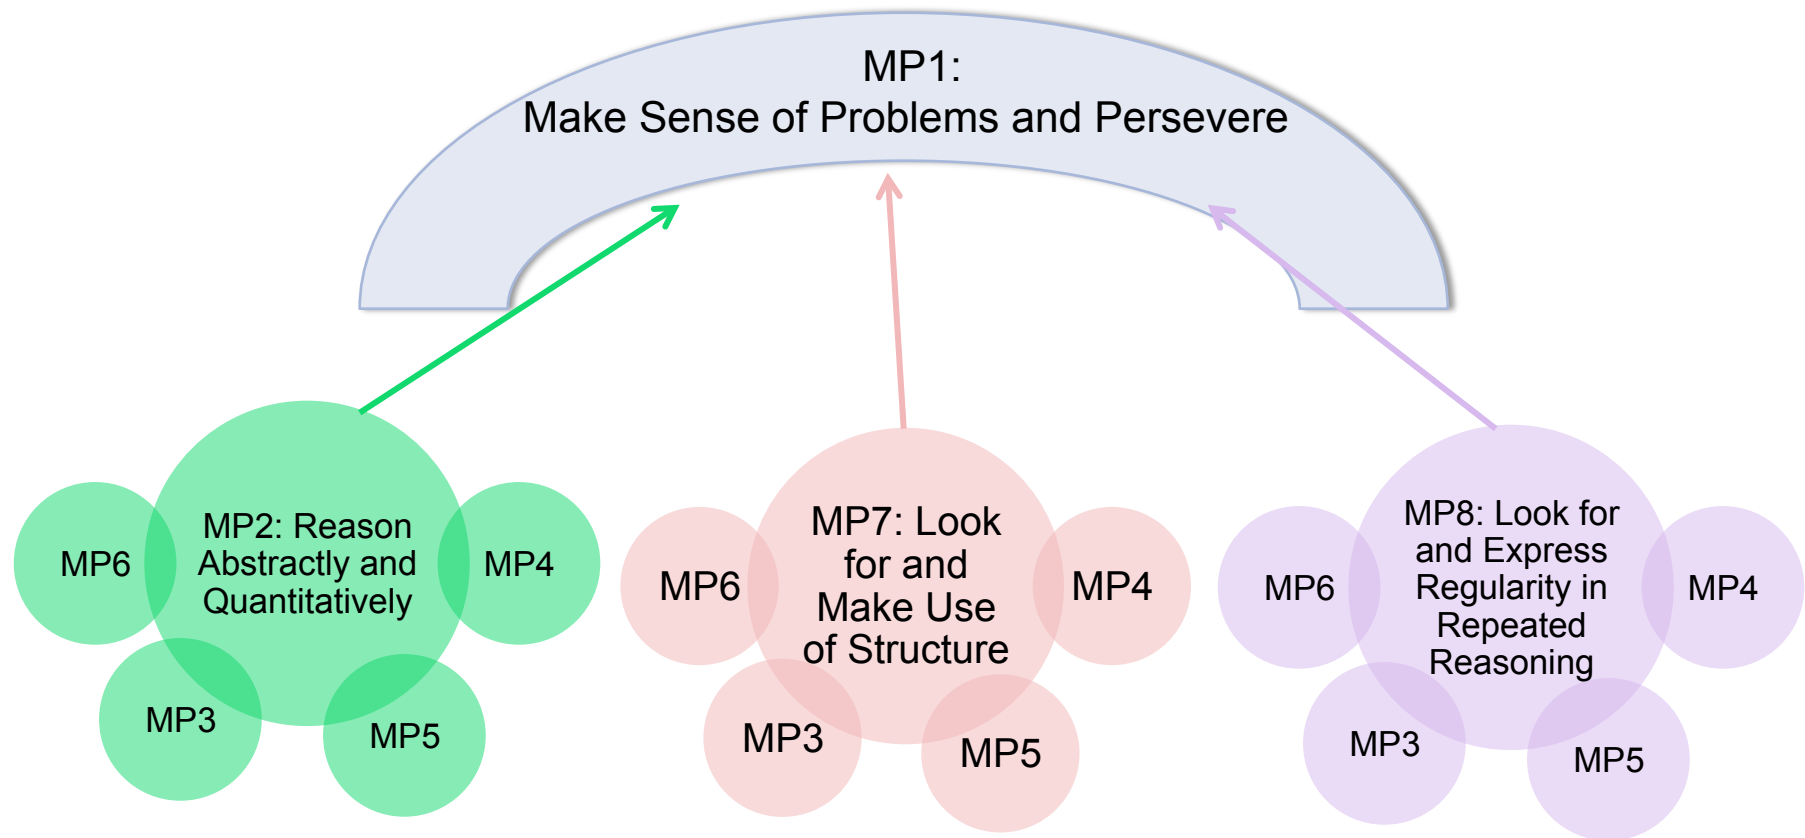 MP1:
Make Sense of Problems and Persevere
MP2: Reason
Abstractly and
Quantitatively
MP6
MP4
MP3
MP5
MP7: Look
for and
Make Use
of Structure
MP6
MP4
MP3
MP5
MP8: Look for
and Express
Regularity in
Repeated
Reasoning
MP6
MP4
MP3
MP5